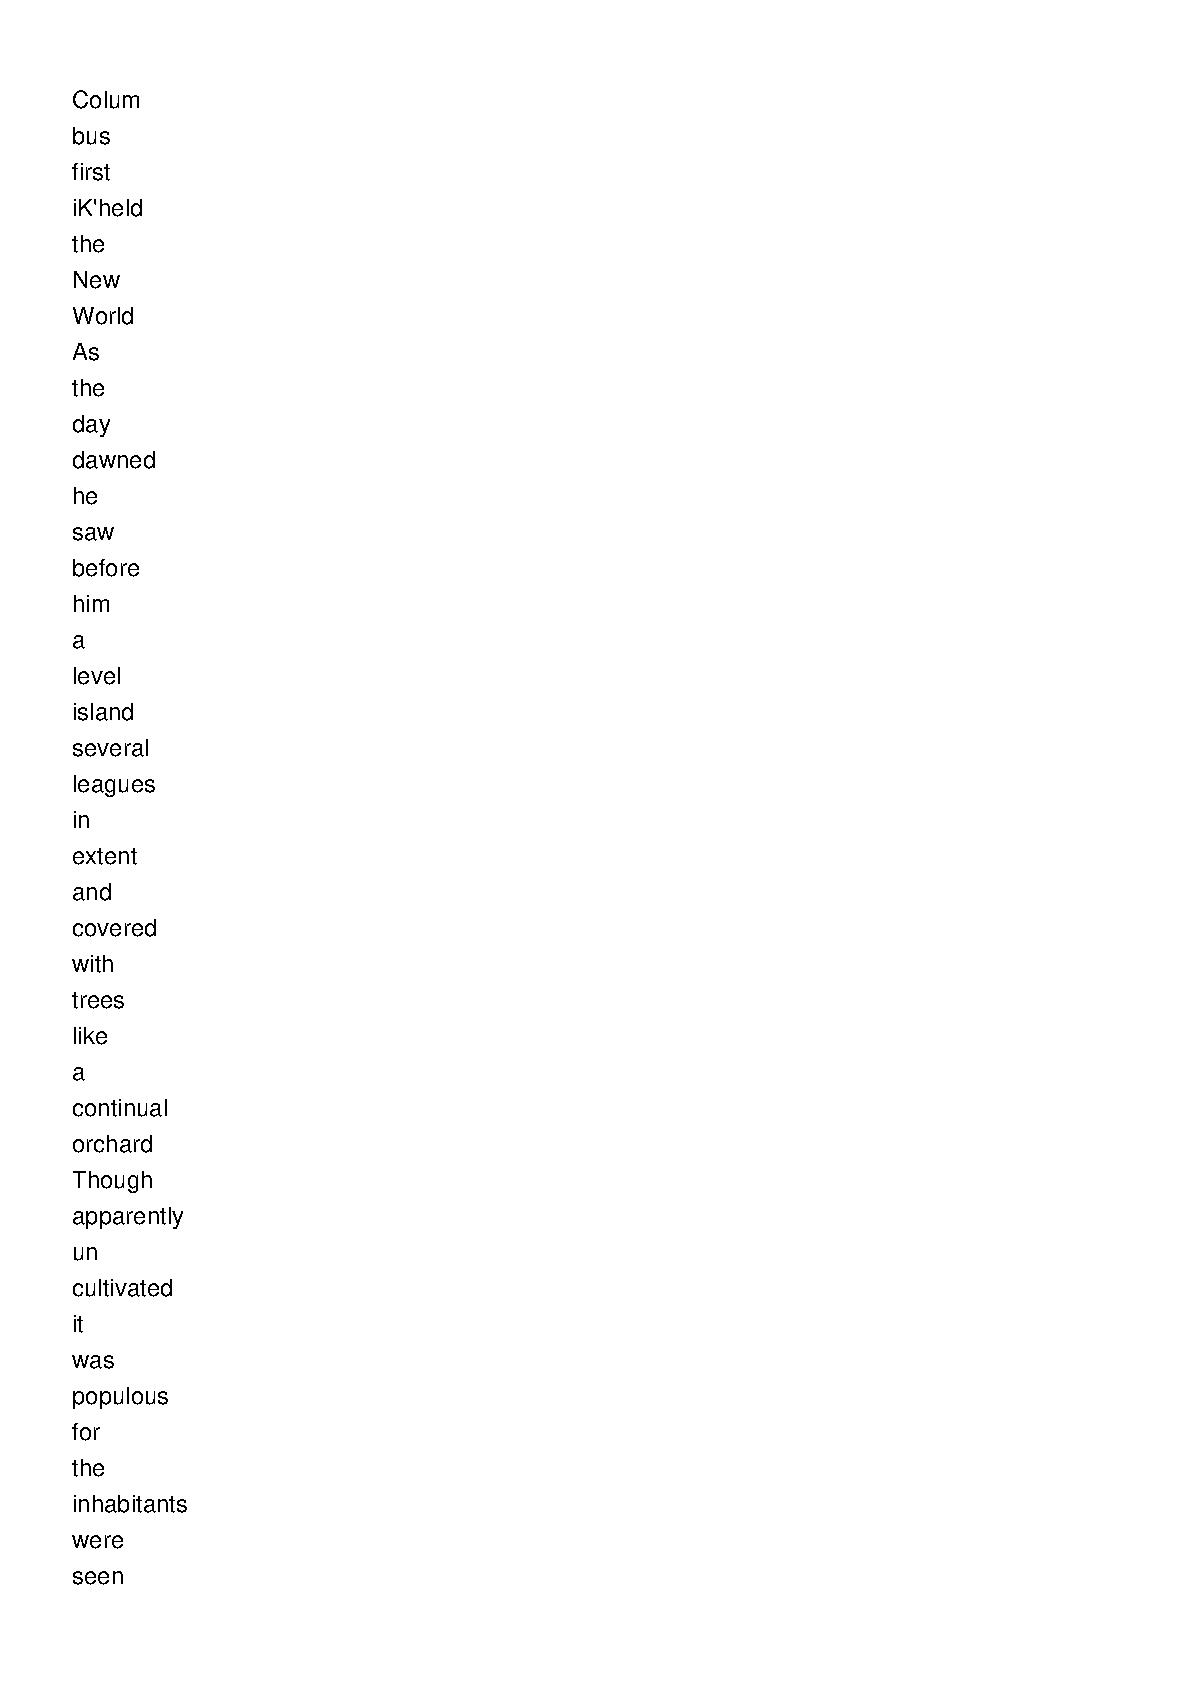 Colum
bus
first
iK'held
the
New
World
As
the
day
dawned
he
saw
before
him
a
level
island
several
leagues
in
extent
and
covered
with
trees
like
a
continual
orchard
Though
apparently
un
cultivated
it
was
populous
for
the
inhabitants
were
seen